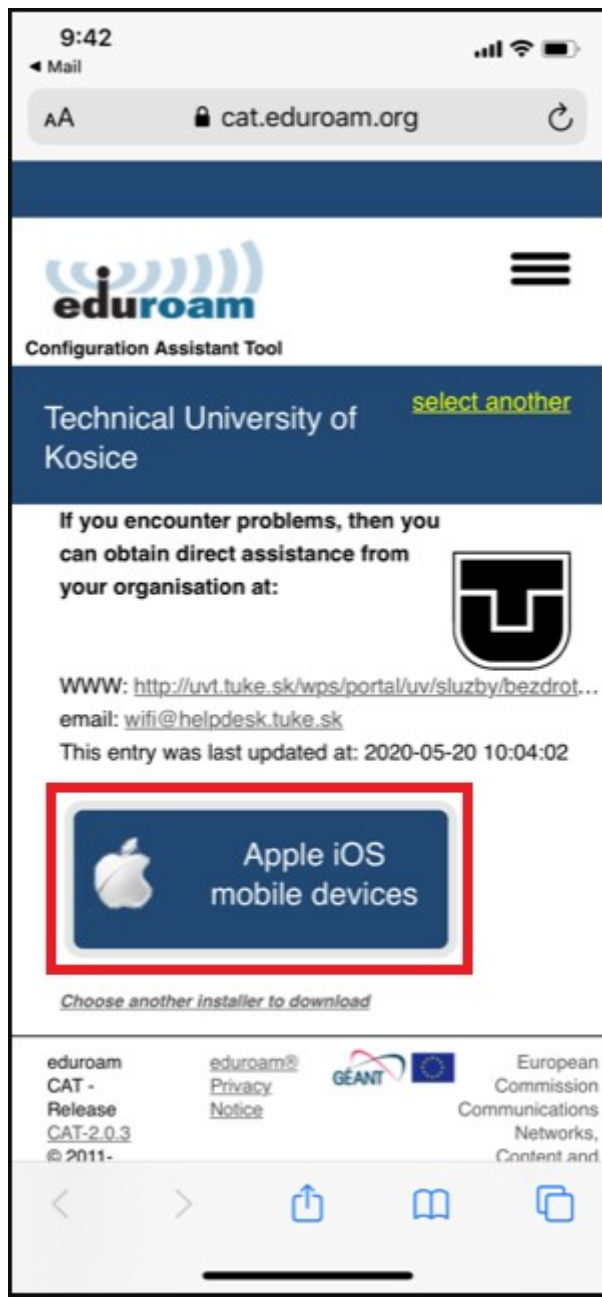 9:42
◀ Mail
AA cat.eduroam.org
eduroam
Configuration Assistant Tool
Technical University of
Kosice
select another
If you encounter problems, then you
can obtain direct assistance from
your organisation at:
WWW: http://uvt.tuke.sk/wps/portal/uv/sluzby/bezdrot...
email: wifi@helpdesk.tuke.sk
This entry was last updated at: 2020-05-20 10:04:02
Apple iOS
mobile devices
Choose another installer to download
eduroam
CAT -
Release
CAT-2.0.3
© 2011-
eduroam®
Privacy
Notice
GÉANT
European
Commission
Communications
Networks,
Content and